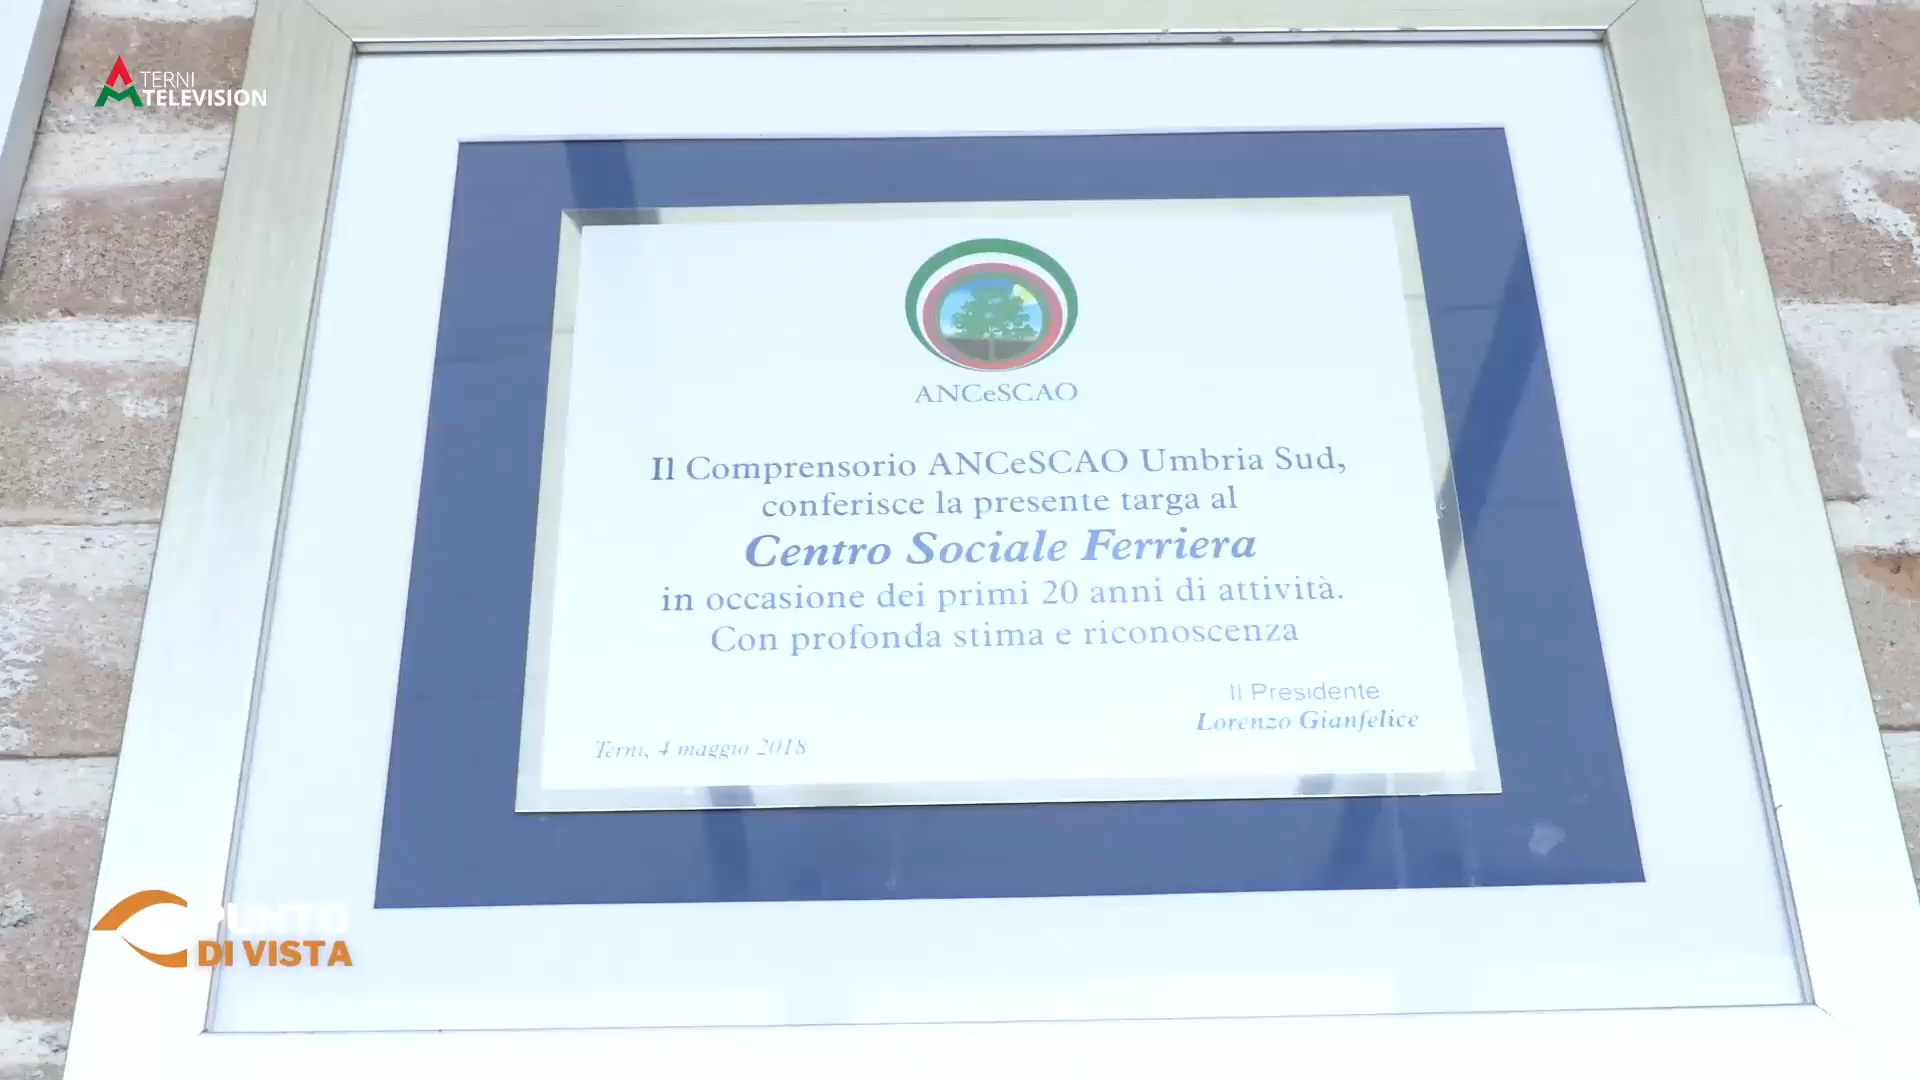 TERNI
TELEVISION
ANCeSCAO
Il Comprensorio ANCeSCAO Umbria Sud,
conferisce la presente targa al
Centro Sociale Ferriera
in occasione dei primi 20 anni di attività.
Con profonda stima e riconoscenza
Il Presidente
Lorenzo Gianfelice
Terni, 4 maggio 2018
PUNTO
DI VISTA